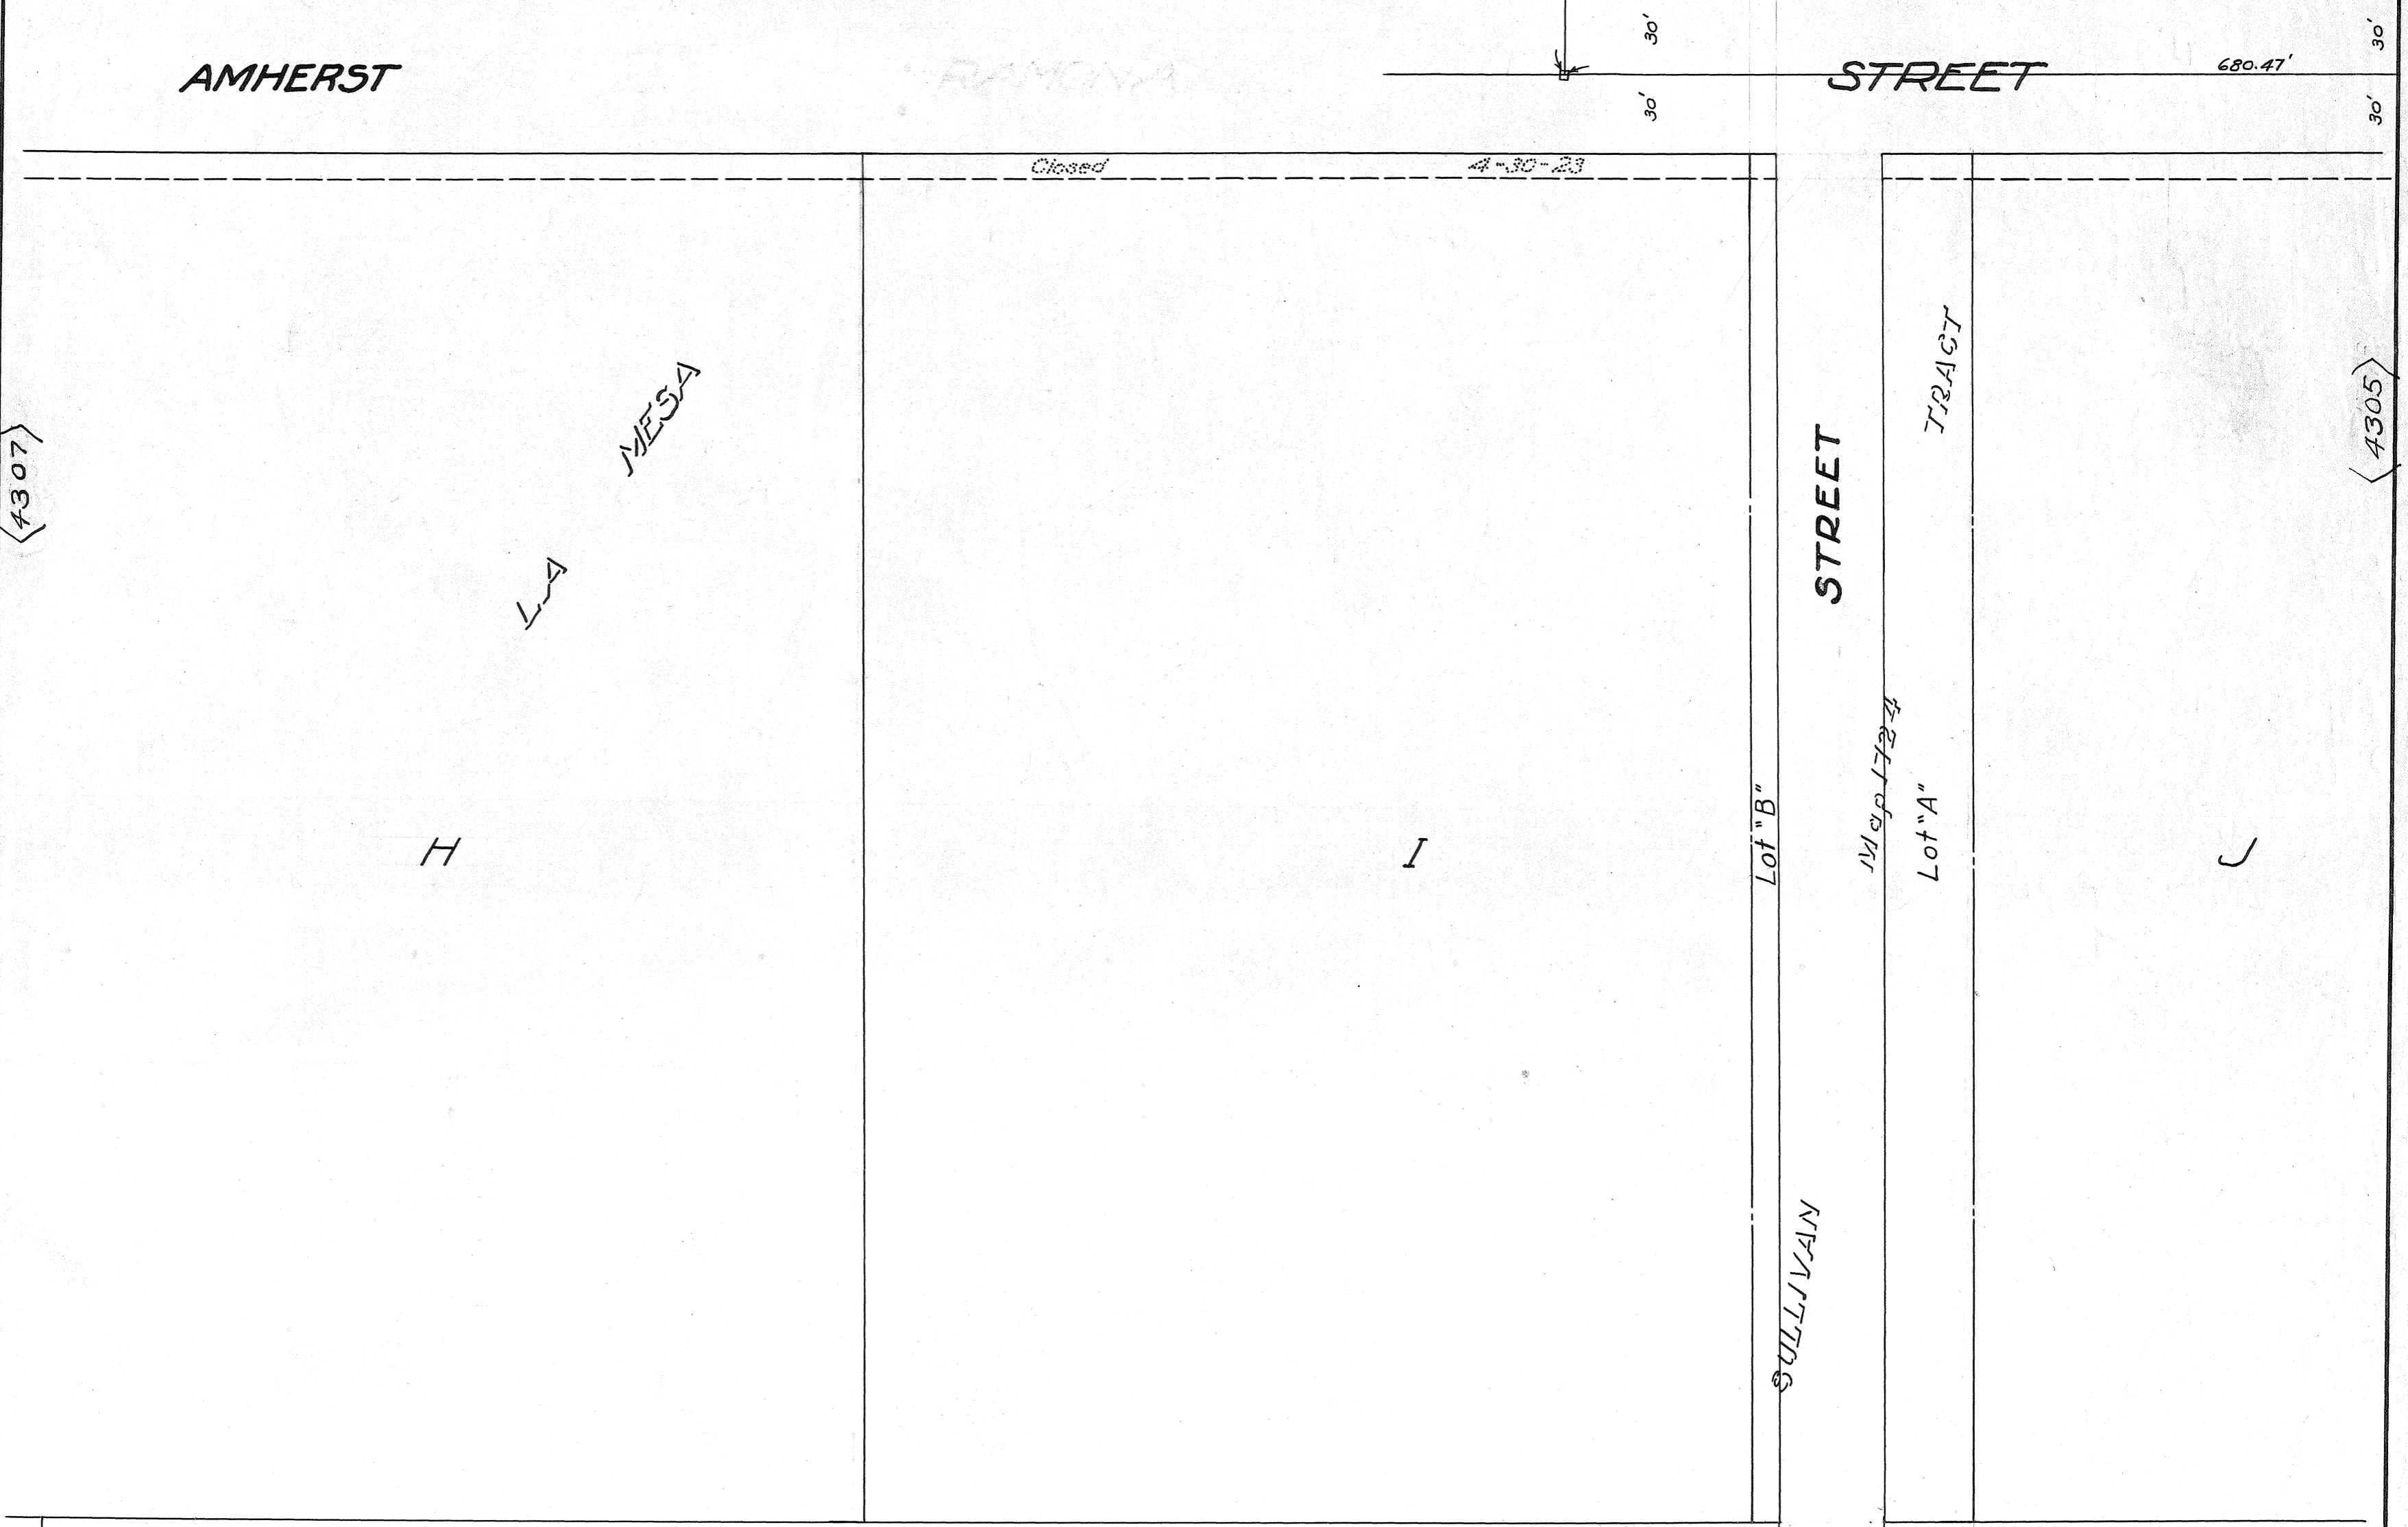 AMHERST STREET
30'
30'
680.47'
30'
30'
Closed 4-30-23
LA MESA
<4307>
<4305>
STREET
TRACT
Map 1724
Lot "B"
Lot "A"
H
I
J
SULLIVAN